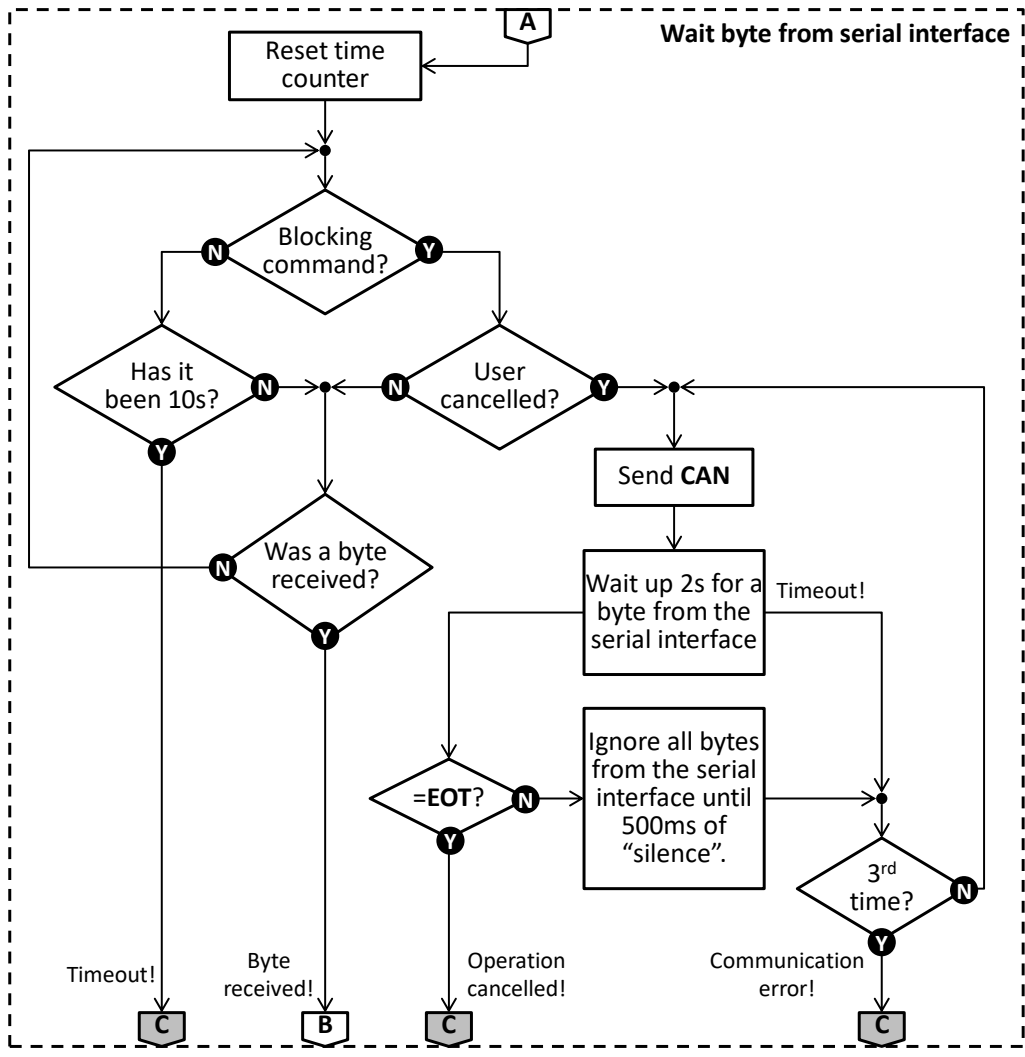 A
Wait byte from serial interface
Reset time
counter
Blocking
command?
N
Y
Has it
been 10s?
N
Y
User
cancelled?
N
Y
Send CAN
Was a byte
received?
N
Y
Wait up 2s for a
byte from the
serial interface
Timeout!
=EOT?
N
Y
Ignore all bytes
from the serial
interface until
500ms of
“silence”.
3rd
time?
N
Y
Timeout!
Byte
received!
Operation
cancelled!
Communication
error!
C
B
C
C